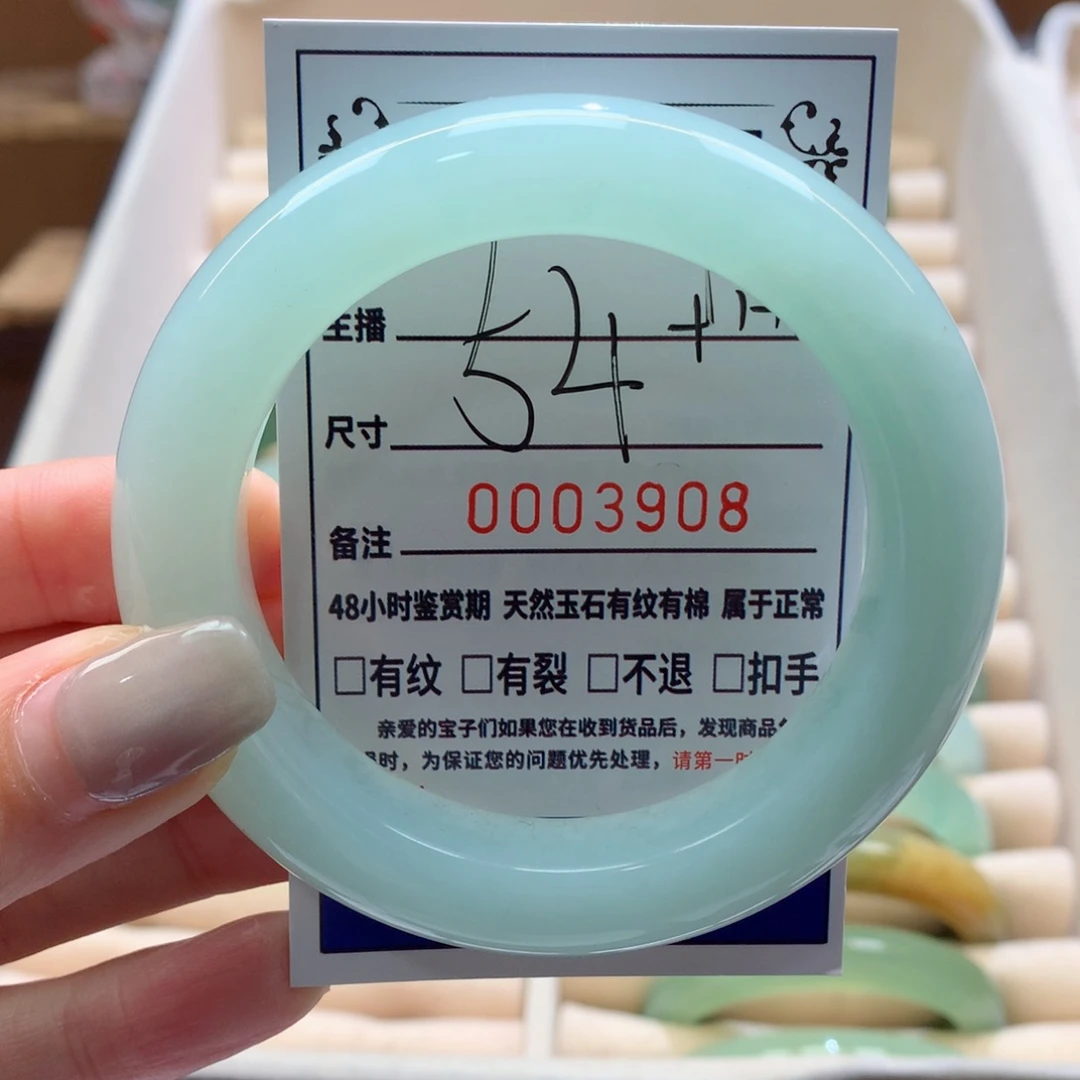 主播
尺寸 54
备注 0003908
48小时鉴赏期 天然玉石有纹有棉 属于正常
□有纹 □有裂 □不退 □扣手
亲爱的宝子们如果您在收到货品后，发现商品
时，为保证您的问题优先处理，请第一时